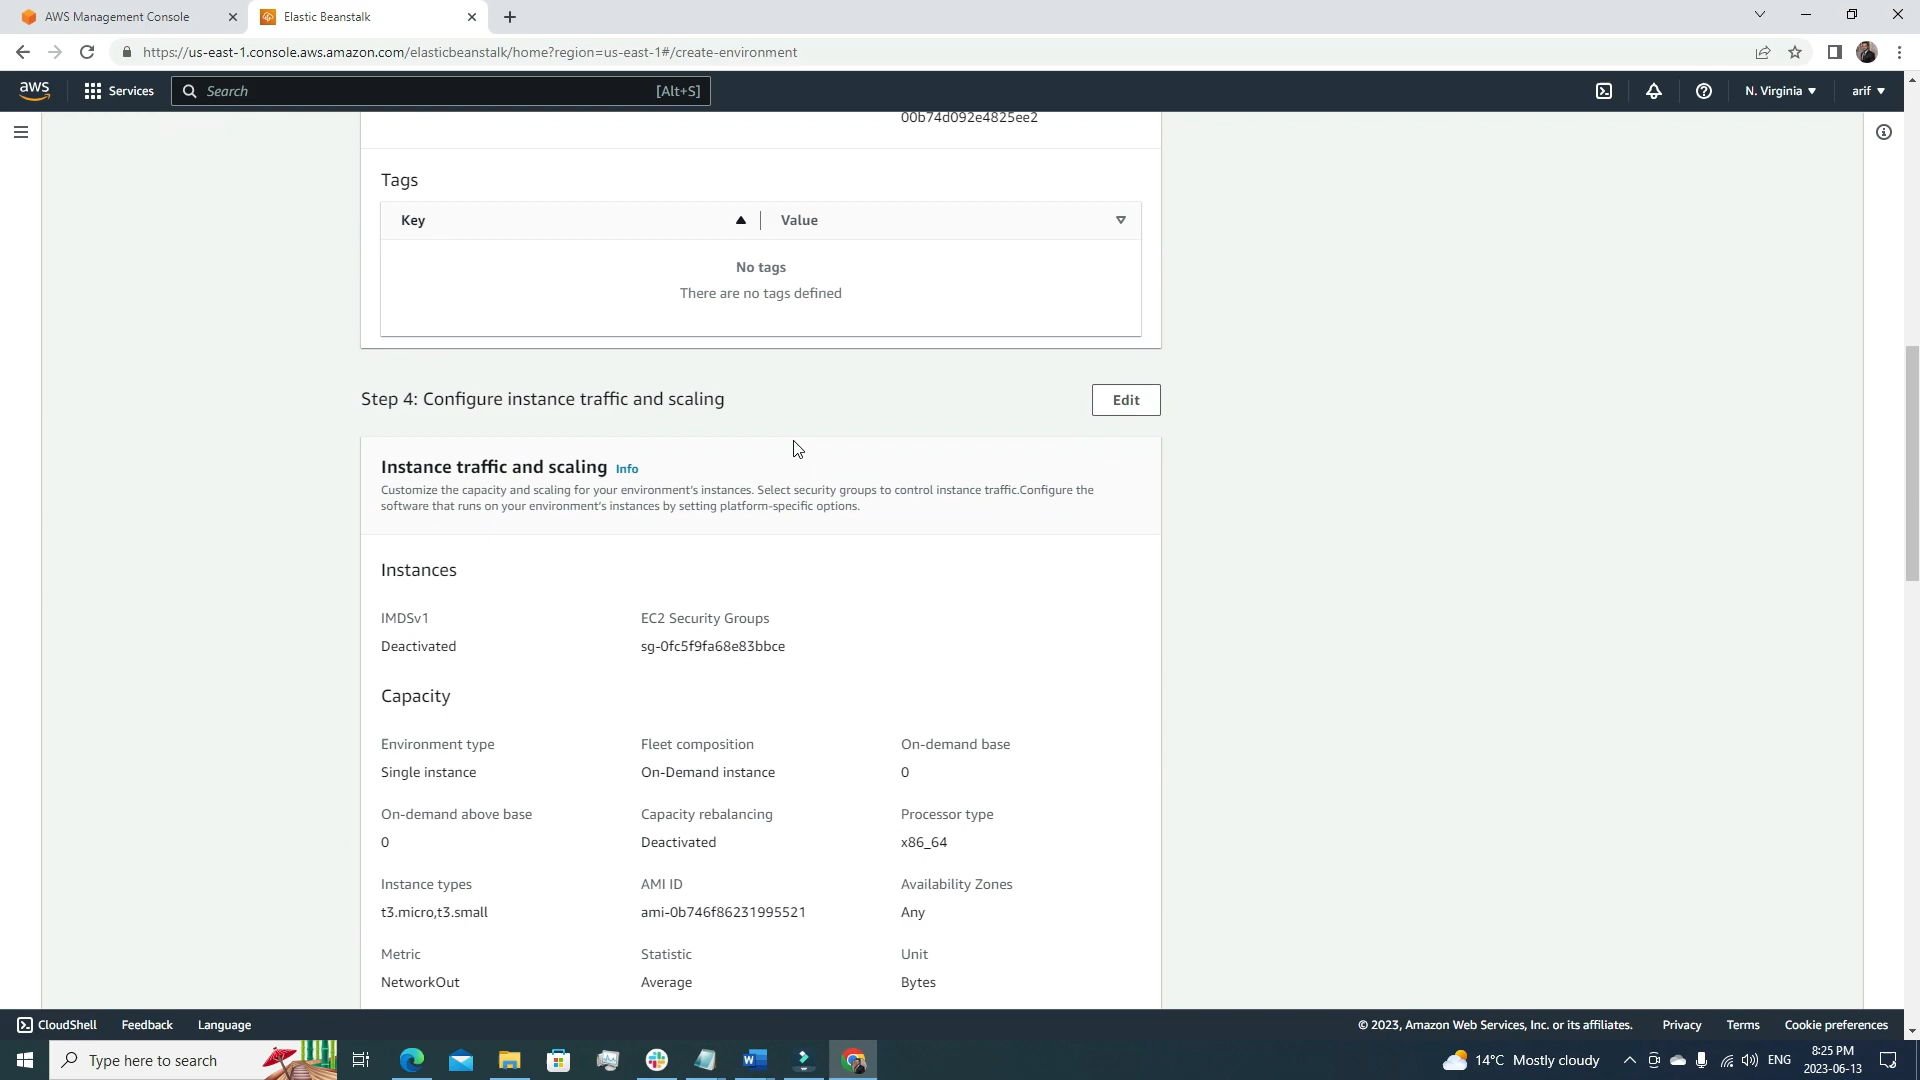 AWS Management Console
Elastic Beanstalk
https://us-east-1.console.aws.amazon.com/elasticbeanstalk/home?region=us-east-1#/create-environment
aws
Services
Search
[Alt+S]
N. Virginia
arif
00b74d092e4825ee2
Tags
Key
Value
No tags
There are no tags defined
Step 4: Configure instance traffic and scaling
Edit
Instance traffic and scaling Info
Customize the capacity and scaling for your environment's instances. Select security groups to control instance traffic.Configure the
software that runs on your environment's instances by setting platform-specific options.
Instances
IMDSv1
EC2 Security Groups
Deactivated
sg-0fc5f9fa68e83bbce
Capacity
Environment type
Fleet composition
On-demand base
Single instance
On-Demand instance
0
On-demand above base
Capacity rebalancing
Processor type
0
Deactivated
x86_64
Instance types
AMI ID
Availability Zones
t3.micro,t3.small
ami-0b746f86231995521
Any
Metric
Statistic
Unit
NetworkOut
Average
Bytes
CloudShell
Feedback
Language
© 2023, Amazon Web Services, Inc. or its affiliates.
Privacy
Terms
Cookie preferences
Type here to search
14°C Mostly cloudy
ENG
8:25 PM
2023-06-13